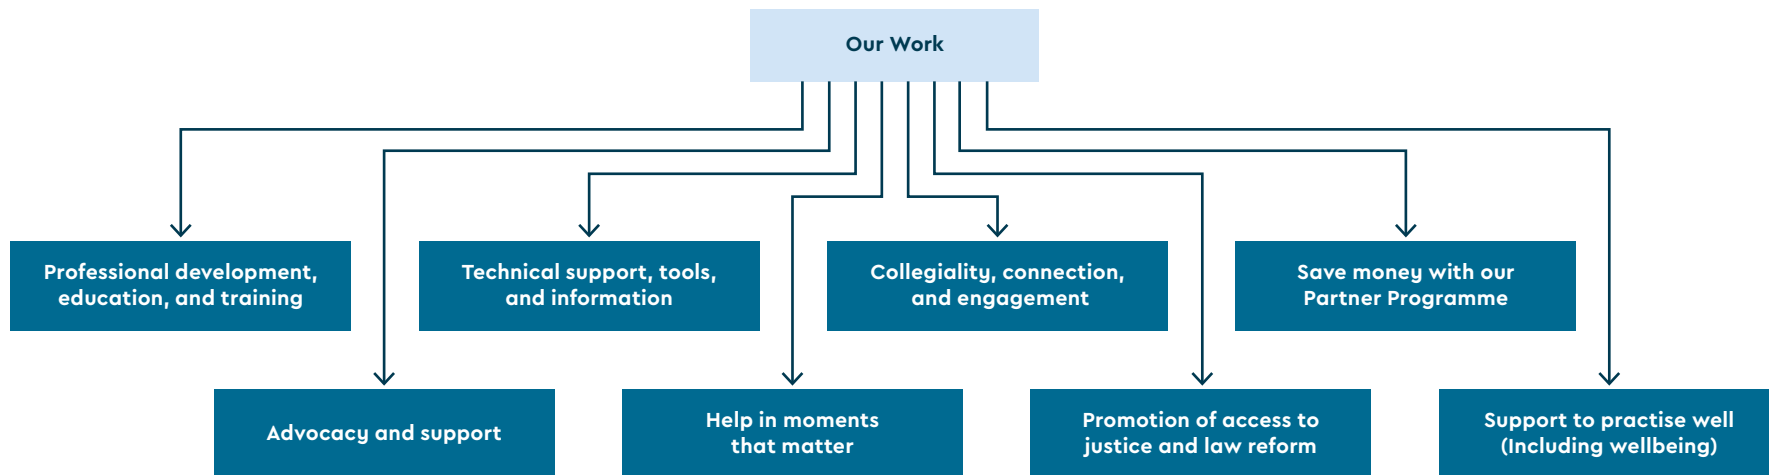 Our Work
Professional development,
education, and training
Technical support, tools,
and information
Collegiality, connection,
and engagement
Save money with our
Partner Programme
Advocacy and support
Help in moments
that matter
Promotion of access to
justice and law reform
Support to practise well
(Including wellbeing)